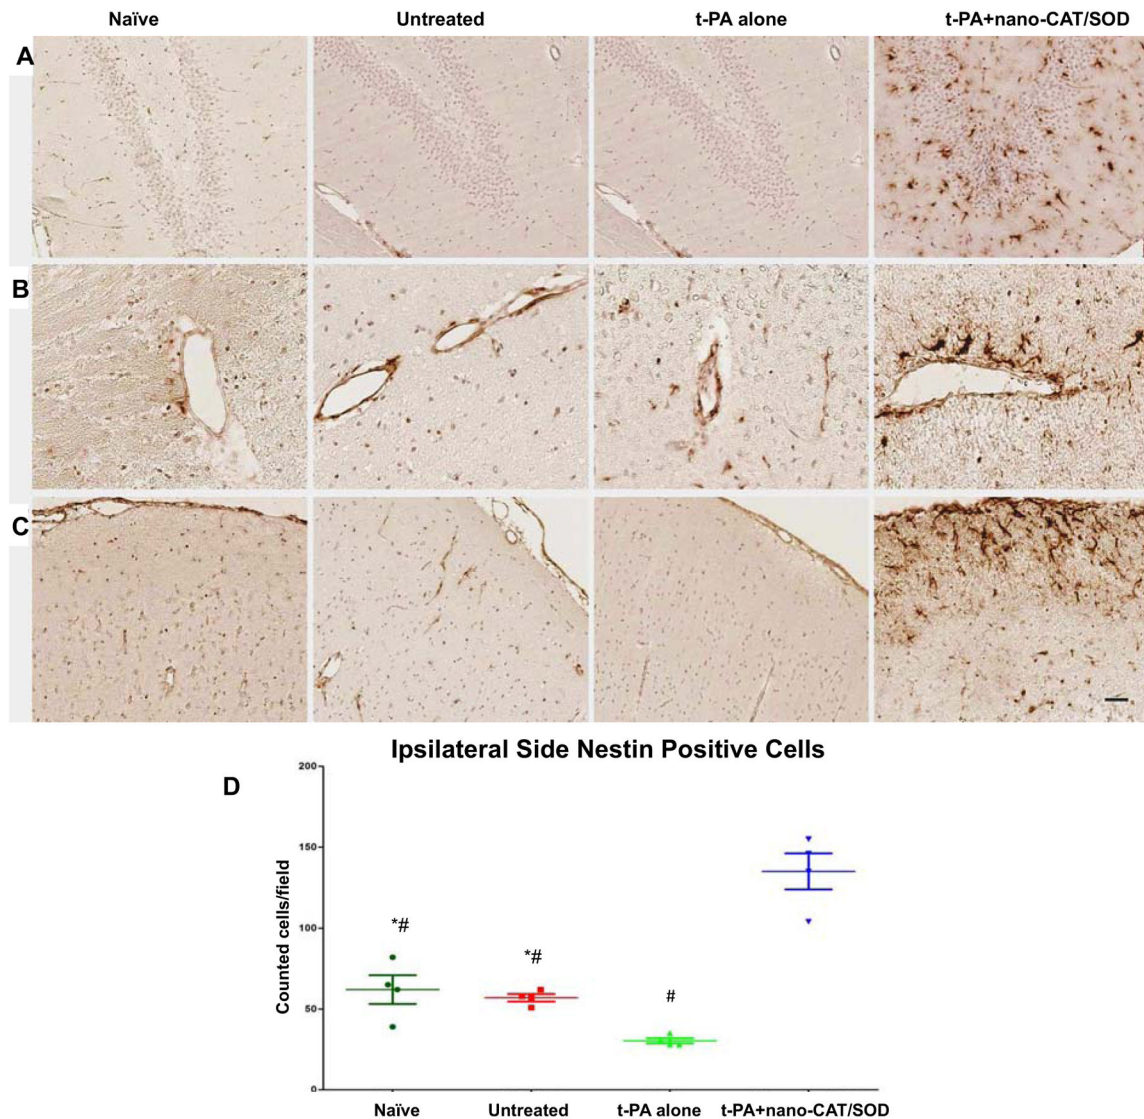 Naïve Untreated t-PA alone t-PA+nano-CAT/SOD
A
B
C
Ipsilateral Side Nestin Positive Cells
D
Counted cells/field
200
150
100
50
0
*#
*#
#
Naïve Untreated t-PA alone t-PA+nano-CAT/SOD